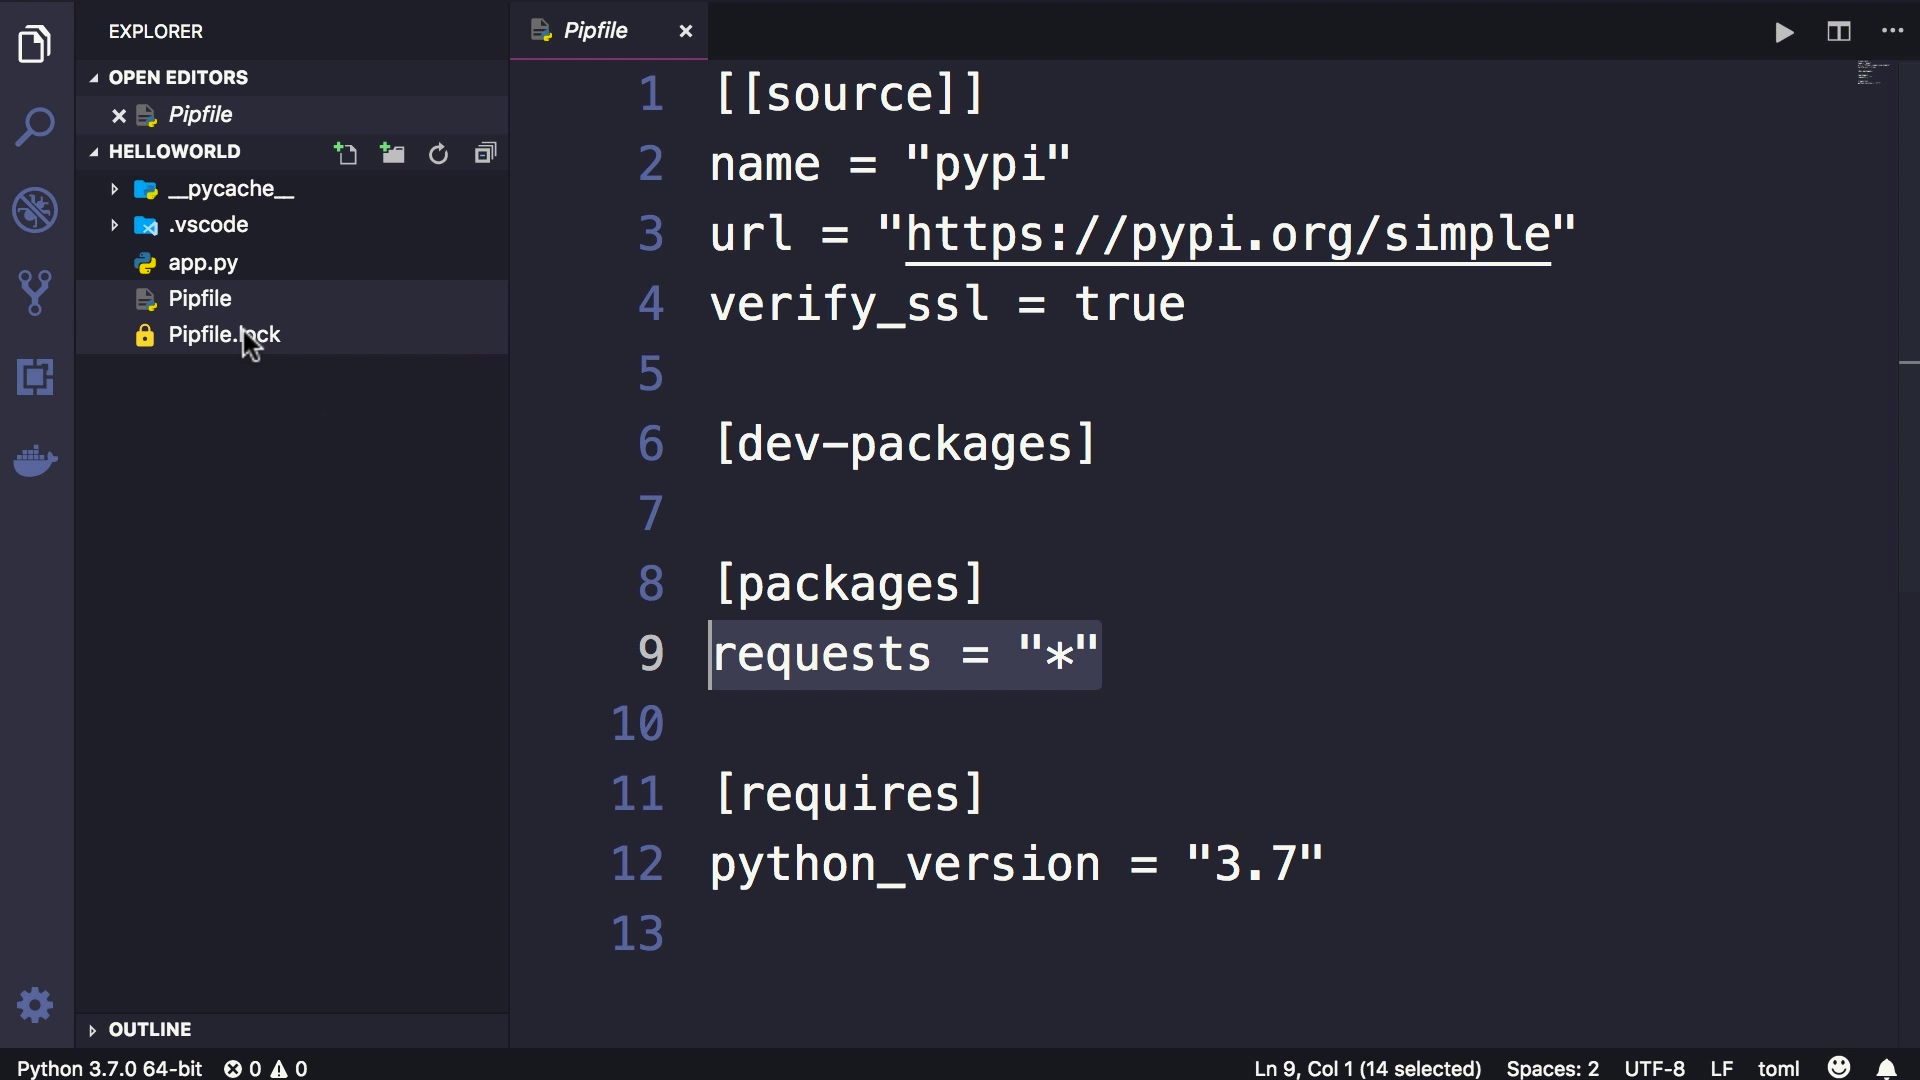 EXPLORER
OPEN EDITORS
Pipfile
HELLOWORLD
__pycache__
.vscode
app.py
Pipfile
Pipfile.lock
OUTLINE
Pipfile
1 [[source]]
2 name = "pypi"
3 url = "https://pypi.org/simple"
4 verify_ssl = true
5
6 [dev-packages]
7
8 [packages]
9 requests = "*"
10
11 [requires]
12 python_version = "3.7"
13
Python 3.7.0 64-bit 0 0 Ln 9, Col 1 (14 selected) Spaces: 2 UTF-8 LF toml